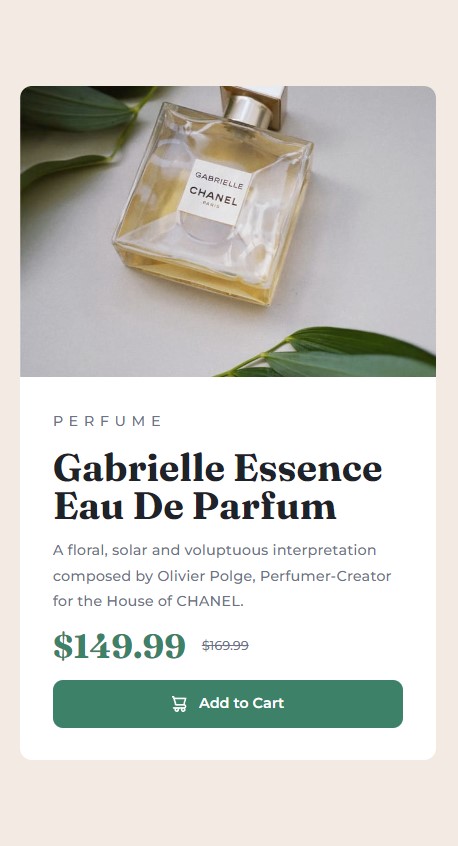 GABRIELLE
CHANEL
PARIS
PERFUME
Gabrielle Essence
Eau De Parfum
A floral, solar and voluptuous interpretation
composed by Olivier Polge, Perfumer-Creator
for the House of CHANEL.
$149.99 $169.99
Add to Cart